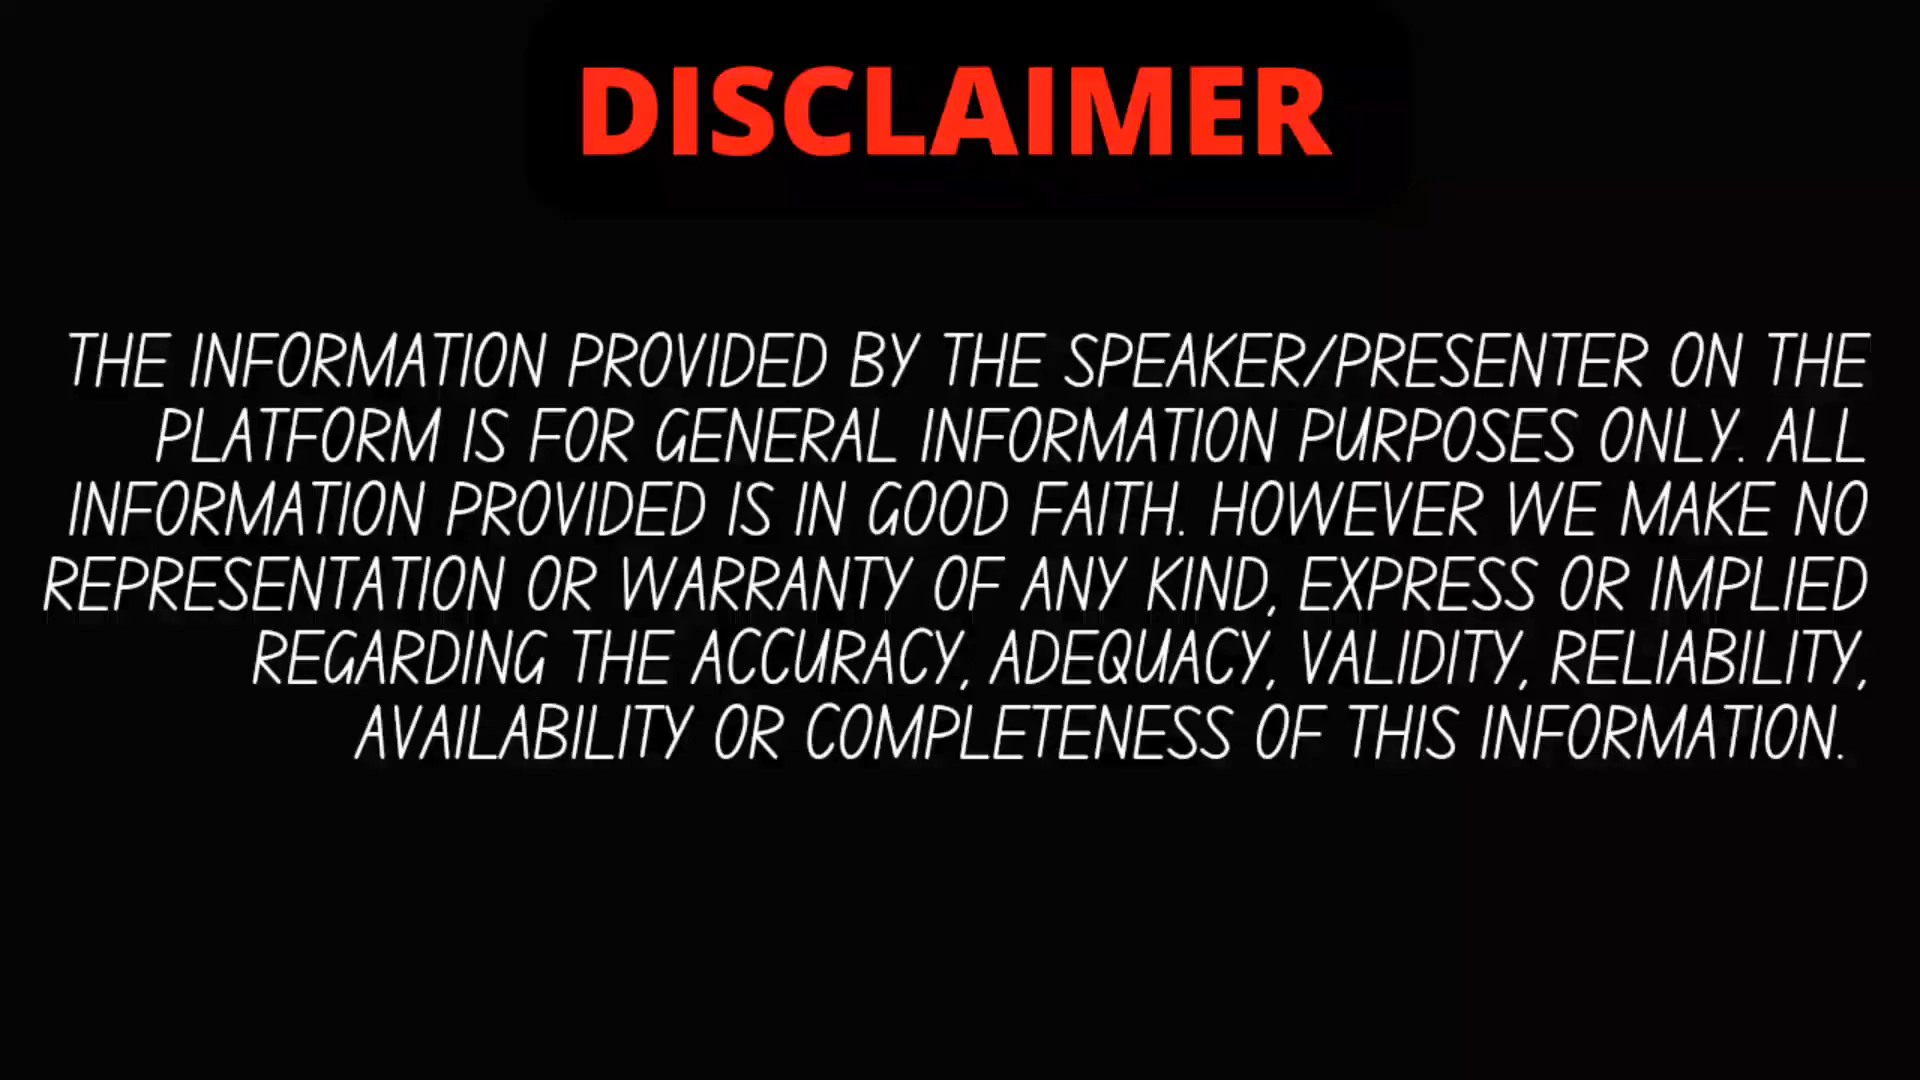 DISCLAIMER
THE INFORMATION PROVIDED BY THE SPEAKER/PRESENTER ON THE
PLATFORM IS FOR GENERAL INFORMATION PURPOSES ONLY. ALL
INFORMATION PROVIDED IS IN GOOD FAITH. HOWEVER WE MAKE NO
REPRESENTATION OR WARRANTY OF ANY KIND, EXPRESS OR IMPLIED
REGARDING THE ACCURACY, ADEQUACY, VALIDITY, RELIABILITY,
AVAILABILITY OR COMPLETENESS OF THIS INFORMATION.